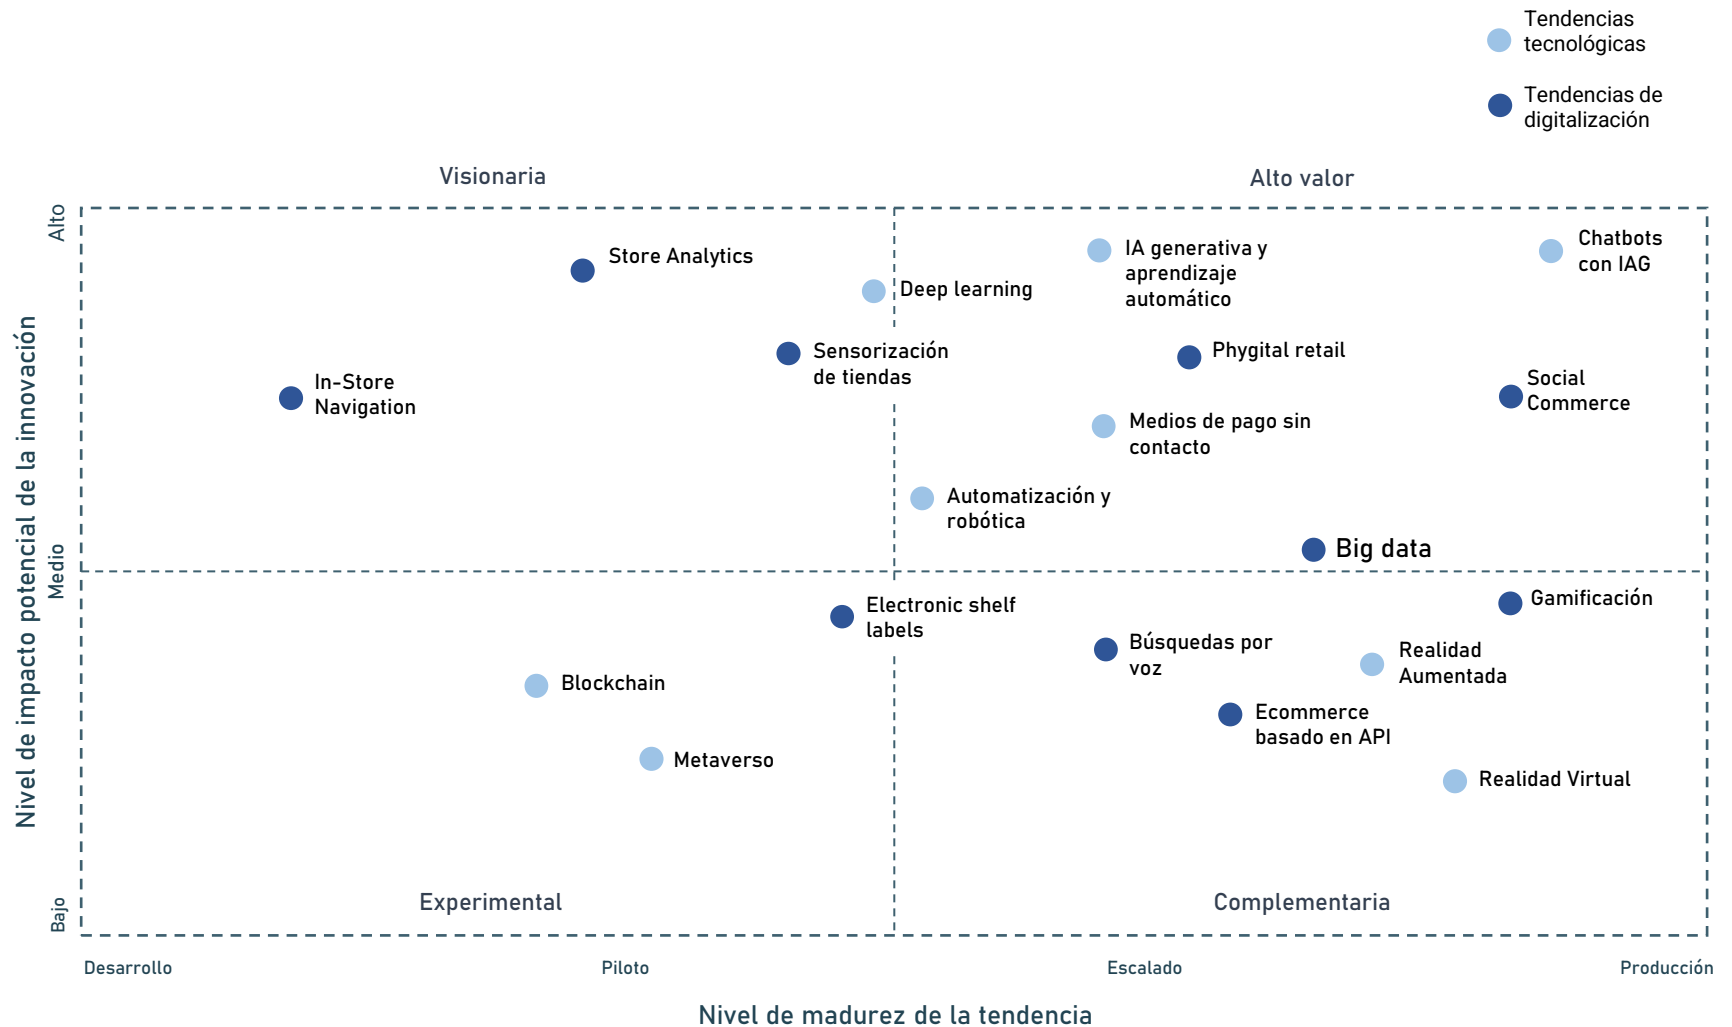 Tendencias
tecnológicas
Tendencias de
digitalización
Visionaria
Alto valor
Alto
Medio
Bajo
Nivel de impacto potencial de la innovación
Store Analytics
Deep learning
IA generativa y
aprendizaje
automático
Chatbots
con IAG
Sensorización
de tiendas
Phygital retail
In-Store
Navigation
Social
Commerce
Medios de pago sin
contacto
Automatización y
robótica
Big data
Electronic shelf
labels
Gamificación
Búsquedas por
voz
Realidad
Aumentada
Blockchain
Ecommerce
basado en API
Metaverso
Realidad Virtual
Experimental
Complementaria
Desarrollo
Piloto
Escalado
Producción
Nivel de madurez de la tendencia